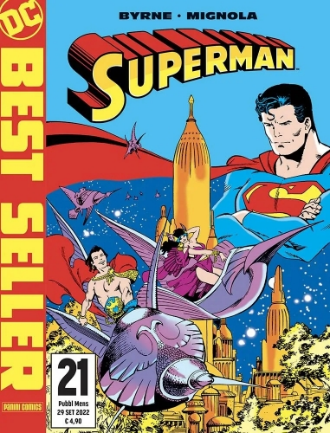 DC
BEST SELLER
BYRNE • MIGNOLA
SUPERMAN
21
Pubbl Mens
29 SET 2022
€ 4,90
PANINI COMICS